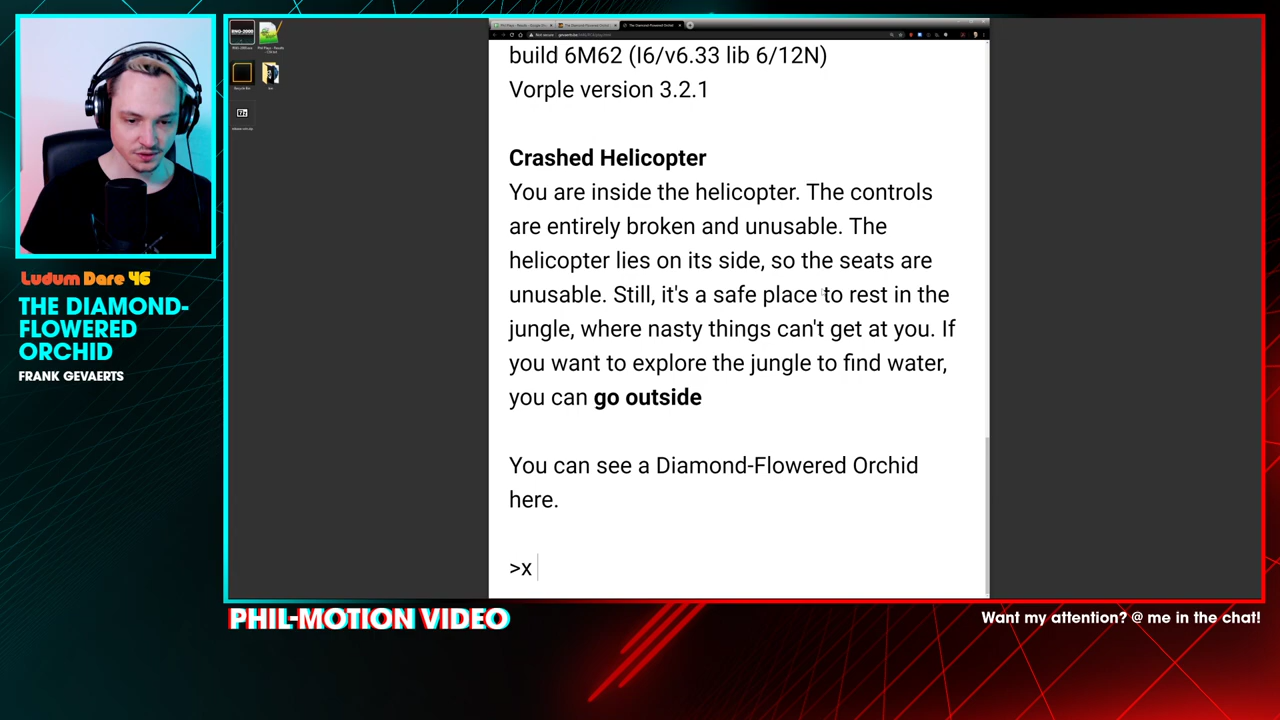 build 6M62 (I6/v6.33 lib 6/12N)
Vorple version 3.2.1
Crashed Helicopter
You are inside the helicopter. The controls
are entirely broken and unusable. The
helicopter lies on its side, so the seats are
unusable. Still, it's a safe place to rest in the
jungle, where nasty things can't get at you. If
you want to explore the jungle to find water,
you can go outside
You can see a Diamond-Flowered Orchid
here.
>x
Ludum Dare 46
THE DIAMOND-
FLOWERED
ORCHID
FRANK GEVAERTS
PHIL-MOTION VIDEO
Want my attention? @ me in the chat!